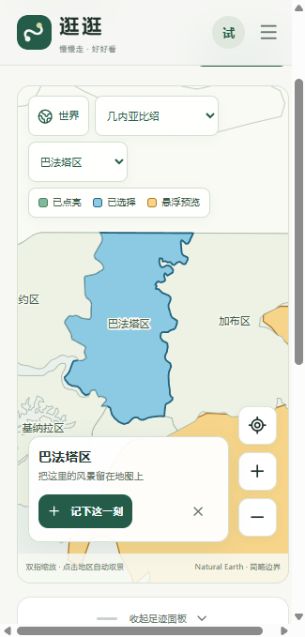 逛逛
慢慢走 · 好好看
试
世界
几内亚比绍
巴法塔区
已点亮
已选择
悬浮预览
约区
巴法塔区
加布区
基纳拉区
巴法塔区
把这里的风景留在地图上
+ 记下这一刻
×
双指缩放 · 点击地区自动取景
Natural Earth · 简略边界
收起足迹面板